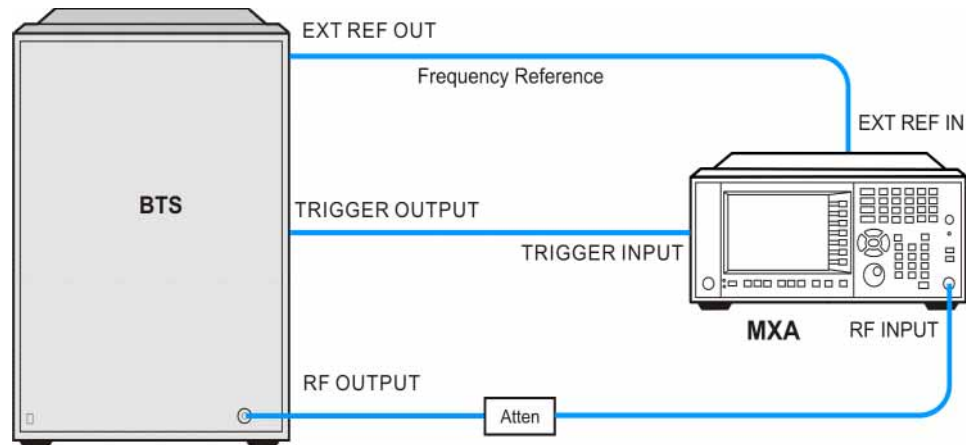 EXT REF OUT
Frequency Reference
EXT REF IN
BTS
TRIGGER OUTPUT
TRIGGER INPUT
MXA
RF INPUT
RF OUTPUT
Atten